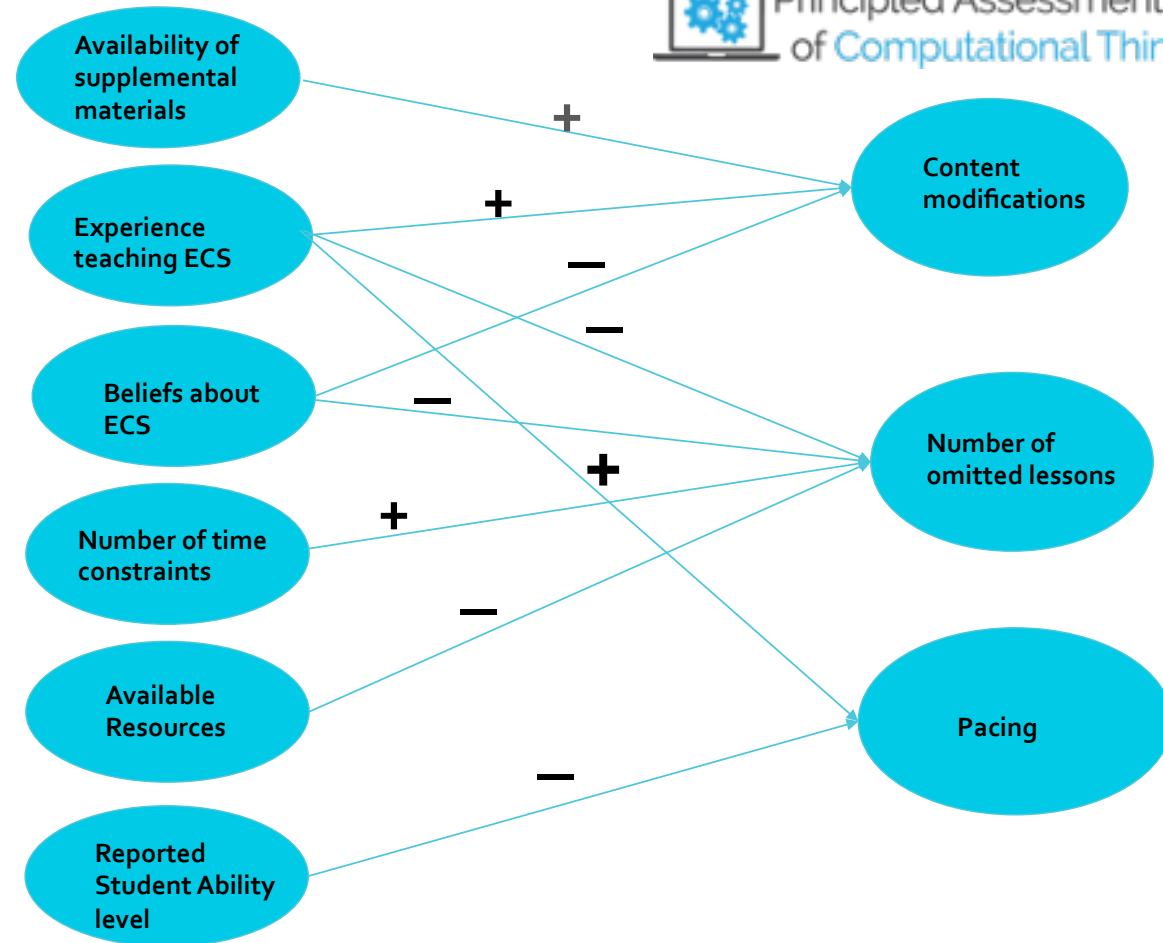 Principled Assessment
of Computational Thin
Availability of
supplemental
materials
+
Content
modifications
Experience
teaching ECS
+
—
—
Beliefs about
ECS
—
Number of
omitted lessons
+
Number of time
constraints
+
—
Available
Resources
Pacing
—
Reported
Student Ability
level